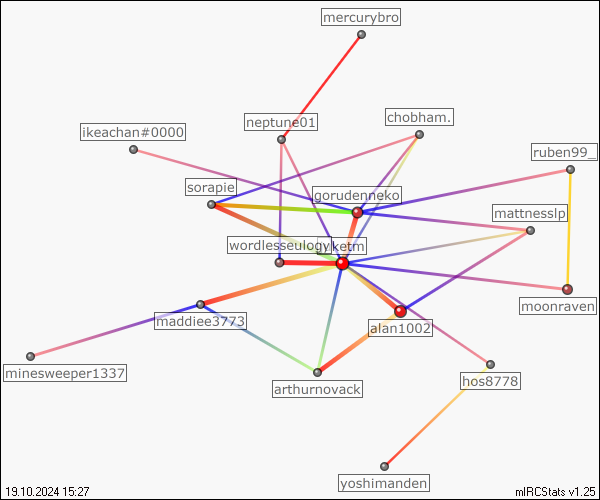 mercurybro
neptune01
chobham.
ikeachan#0000
ruben99_
sorapie
gorudenneko
mattnesslp
wordlesseulogy
moonraven
maddiee3773
alan1002
minesweeper1337
arthurnovack
hos8778
yoshimanden
19.10.2024 15:27
mIRCStats v1.25